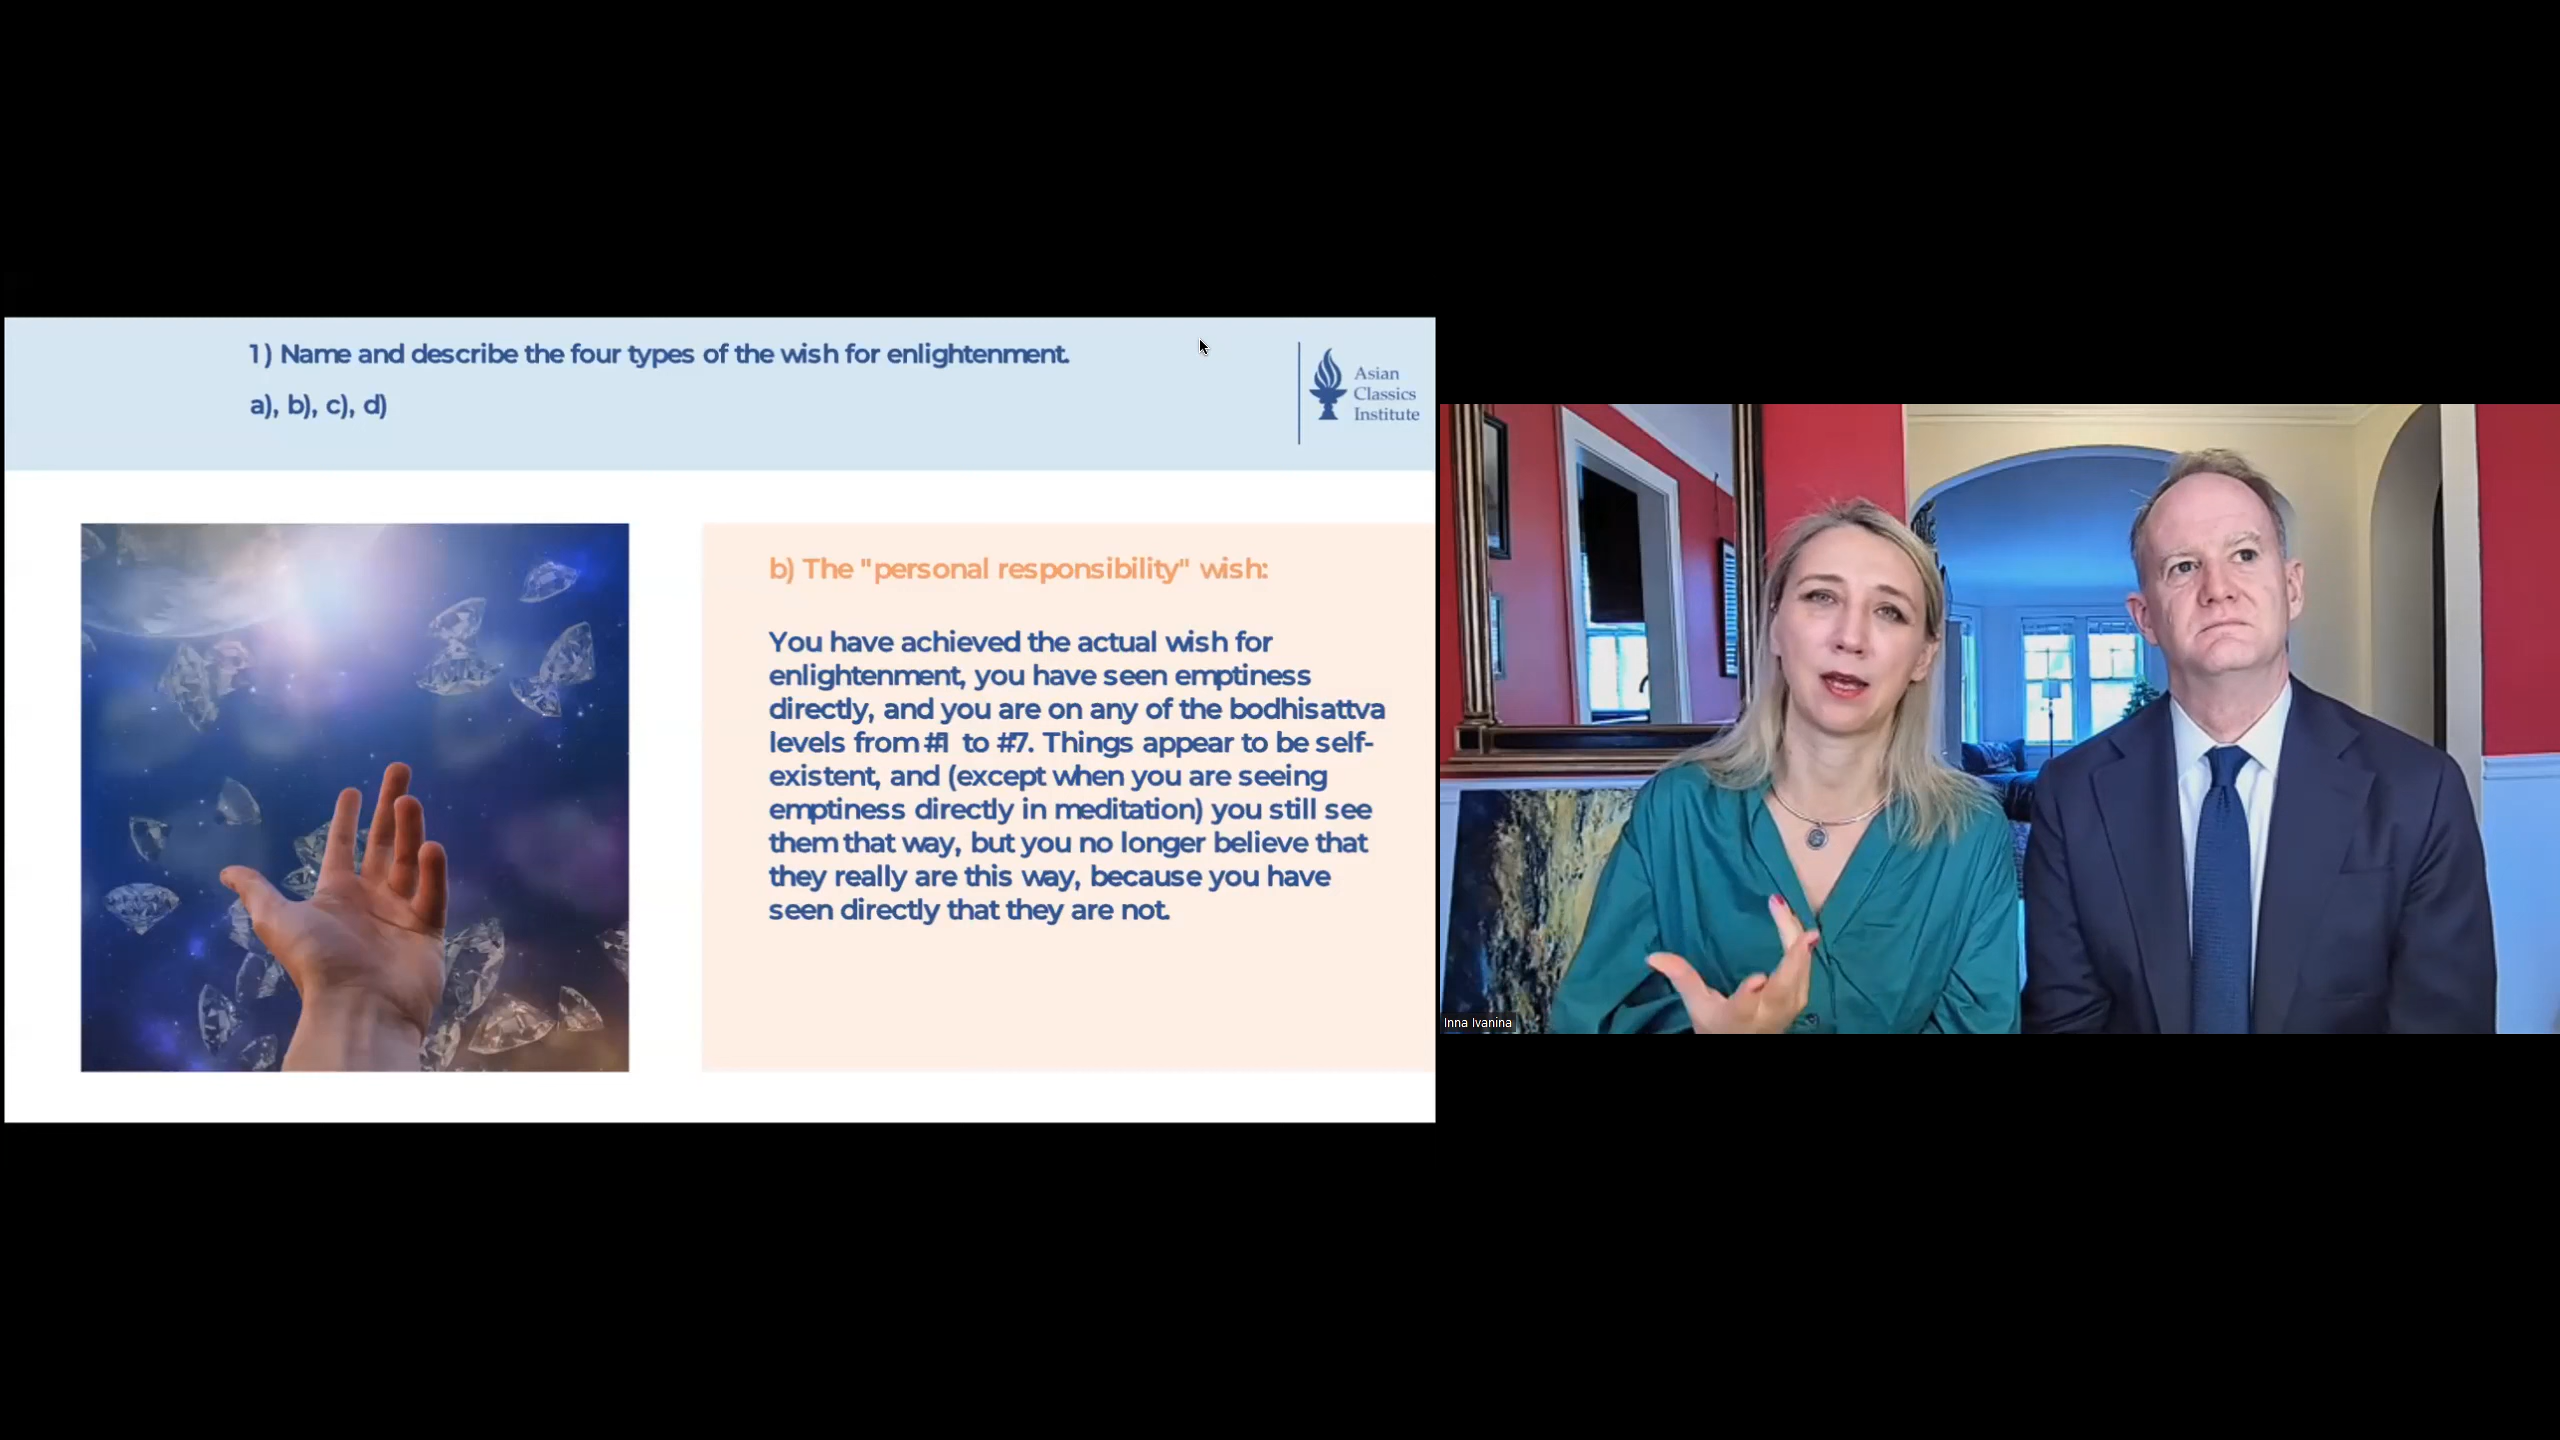 1) Name and describe the four types of the wish for enlightenment.
a), b), c), d)
Asian
Classics
Institute
b) The "personal responsibility" wish:
You have achieved the actual wish for
enlightenment, you have seen emptiness
directly, and you are on any of the bodhisattva
levels from #1 to #7. Things appear to be self-
existent, and (except when you are seeing
emptiness directly in meditation) you still see
them that way, but you no longer believe that
they really are this way, because you have
seen directly that they are not.
Inna Ivanina